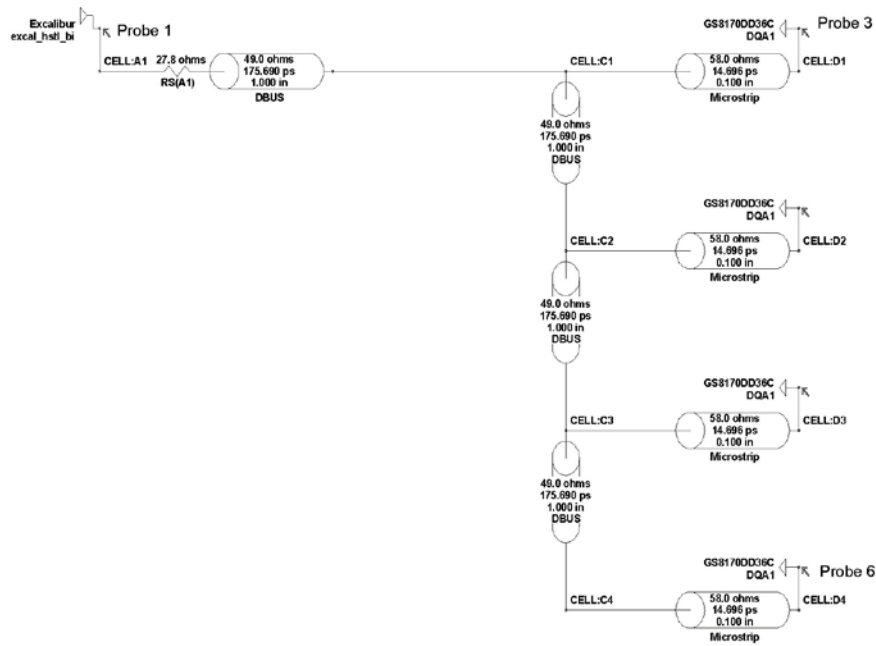 Excalibur
excal_hstl_bi
Probe 1
CELL:A1
27.8 ohms
RS(A1)
49.0 ohms
175.690 ps
1.000 in
DBUS
CELL:C1
GS8170DD36C
DQA1
Probe 3
58.0 ohms
14.696 ps
0.100 in
Microstrip
CELL:D1
49.0 ohms
175.690 ps
1.000 in
DBUS
CELL:C2
GS8170DD36C
DQA1
58.0 ohms
14.696 ps
0.100 in
Microstrip
CELL:D2
49.0 ohms
175.690 ps
1.000 in
DBUS
CELL:C3
GS8170DD36C
DQA1
58.0 ohms
14.696 ps
0.100 in
Microstrip
CELL:D3
49.0 ohms
175.690 ps
1.000 in
DBUS
CELL:C4
GS8170DD36C
DQA1
Probe 6
58.0 ohms
14.696 ps
0.100 in
Microstrip
CELL:D4